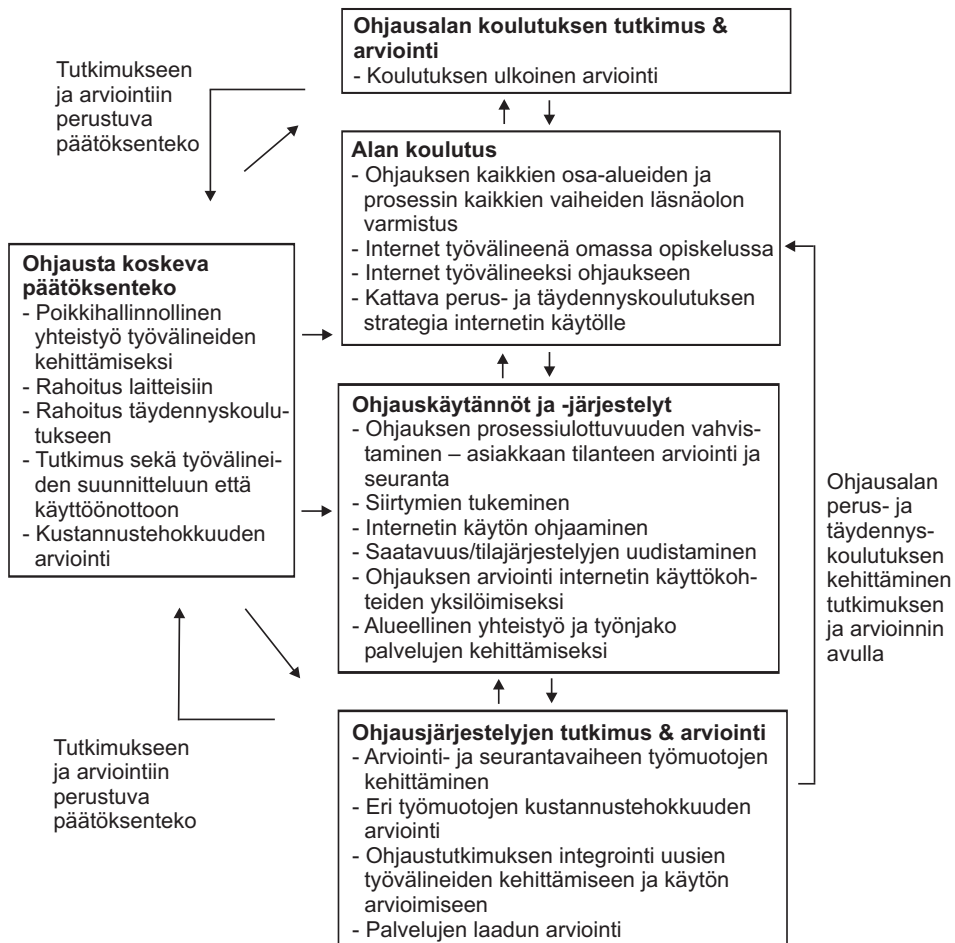 Ohjausalan koulutuksen tutkimus &
arviointi
- Koulutuksen ulkoinen arviointi
Tutkimukseen
ja arviointiin
perustuva
päätöksenteko
Alan koulutus
- Ohjauksen kaikkien osa-alueiden ja
prosessin kaikkien vaiheiden läsnäolon
varmistus
- Internet työvälineenä omassa opiskelussa
- Internet työvälineeksi ohjaukseen
- Kattava perus- ja täydennyskoulutuksen
strategia internetin käytölle
Ohjausta koskeva
päätöksenteko
- Poikkihallinnollinen
yhteistyö työvälineiden
kehittämiseksi
- Rahoitus laitteisiin
- Rahoitus täydennyskoulu-
tukseen
- Tutkimus sekä työvälinei-
den suunnitteluun että
käyttöönottoon
- Kustannustehokkuuden
arviointi
Ohjauskäytännöt ja -järjestelyt
- Ohjauksen prosessiulottuvuuden vahvis-
taminen – asiakkaan tilanteen arviointi ja
seuranta
- Siirtymien tukeminen
- Internetin käytön ohjaaminen
- Saatavuus/tilajärjestelyjen uudistaminen
- Ohjauksen arviointi internetin käyttökoh-
teiden yksilöimiseksi
- Alueellinen yhteistyö ja työnjako
palvelujen kehittämiseksi
Ohjausalan
perus- ja
täydennys-
koulutuksen
kehittäminen
tutkimuksen
ja arvioinnin
avulla
Tutkimukseen
ja arviointiin
perustuva
päätöksenteko
Ohjausjärjestelyjen tutkimus & arviointi
- Arviointi- ja seurantavaiheen työmuotojen
kehittäminen
- Eri työmuotojen kustannustehokkuuden
arviointi
- Ohjaustutkimuksen integrointi uusien
työvälineiden kehittämiseen ja käytön
arvioimiseen
- Palvelujen laadun arviointi